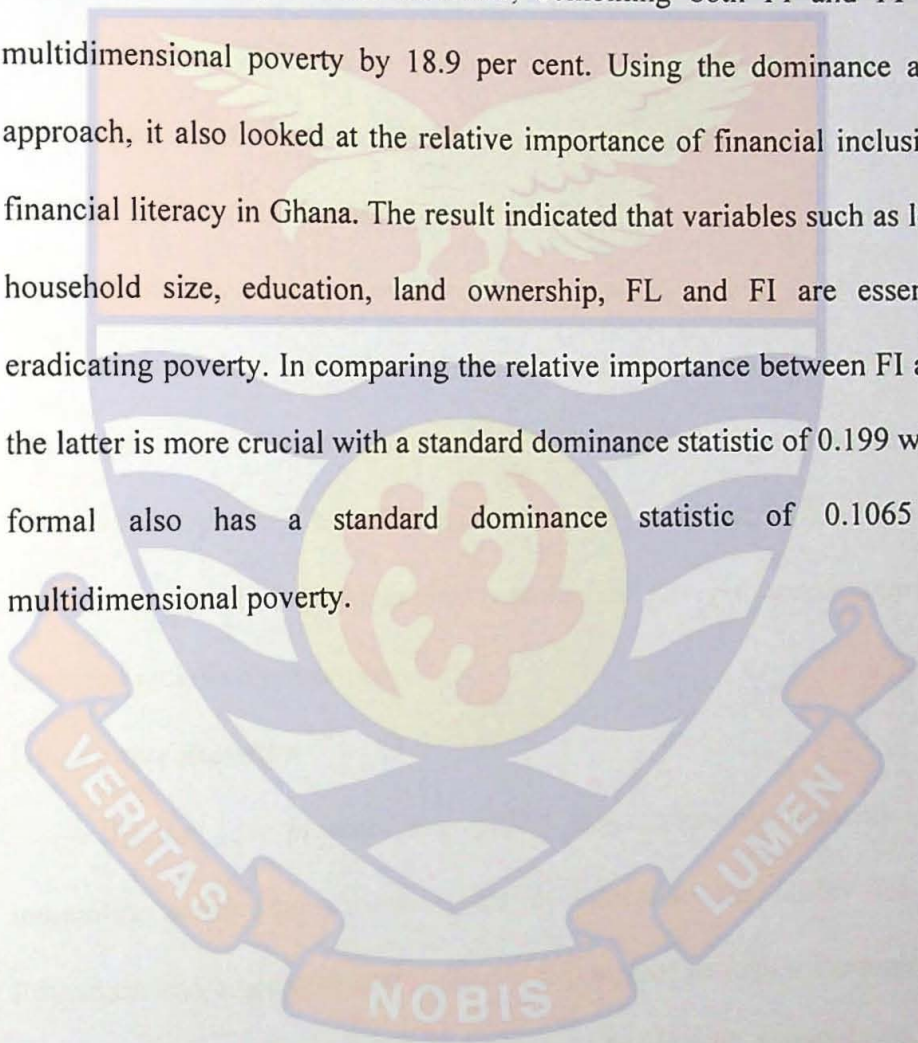 multidimensional poverty by 18.9 per cent. Using the dominance a
approach, it also looked at the relative importance of financial inclusi
financial literacy in Ghana. The result indicated that variables such as l
household size, education, land ownership, FL and FI are essen
eradicating poverty. In comparing the relative importance between FI a
the latter is more crucial with a standard dominance statistic of 0.199 w
formal also has a standard dominance statistic of 0.1065
multidimensional poverty.
VERITAS
NOBIS
LUMEN